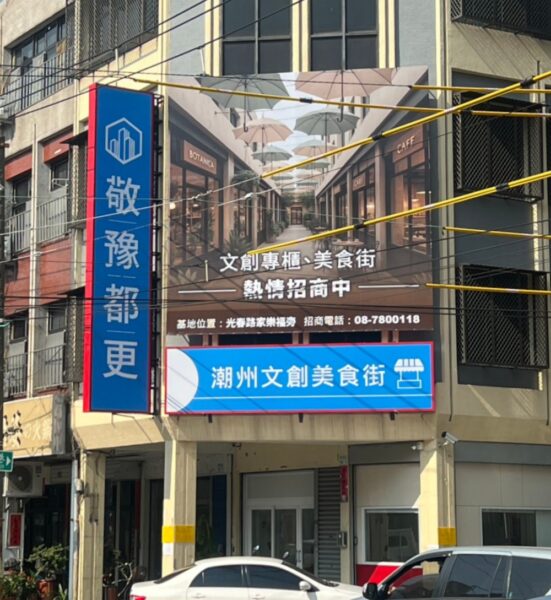 敬豫都更
BOTANICA
CAFF
文創專櫃、美食街
熱情招商中
基地位置：光春路家樂福旁 招商電話：08-7800118
潮州文創美食街